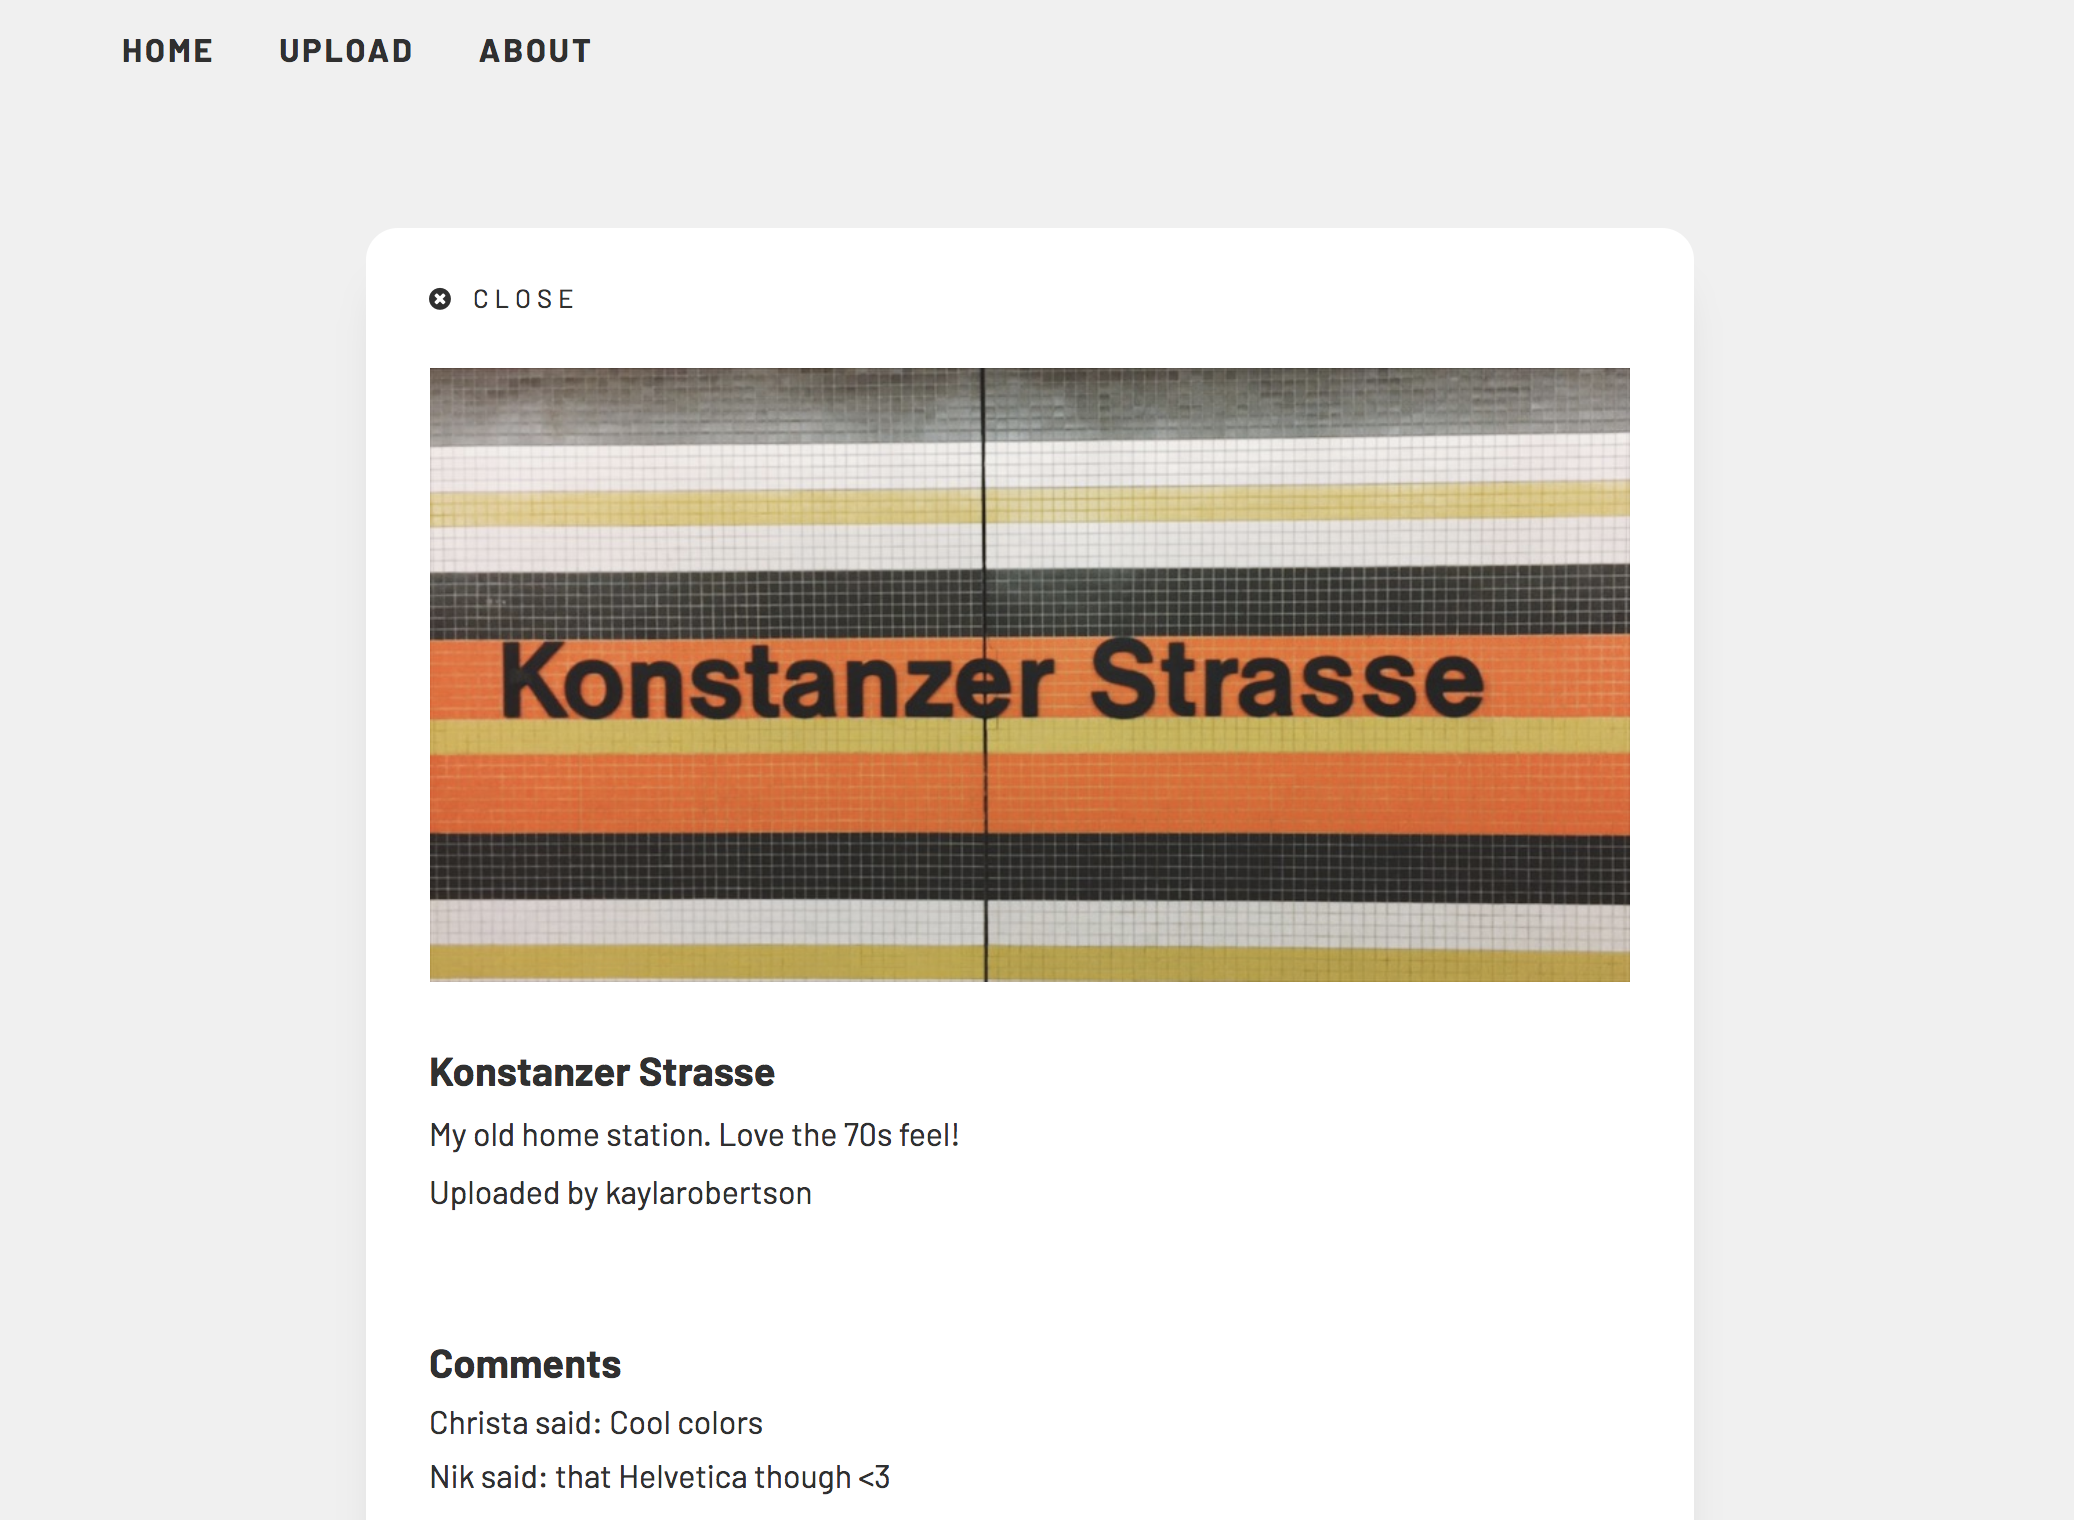 HOME UPLOAD ABOUT
CLOSE
Konstanzer Strasse
Konstanzer Strasse
My old home station. Love the 70s feel!
Uploaded by kaylarobertson
Comments
Christa said: Cool colors
Nik said: that Helvetica though <3